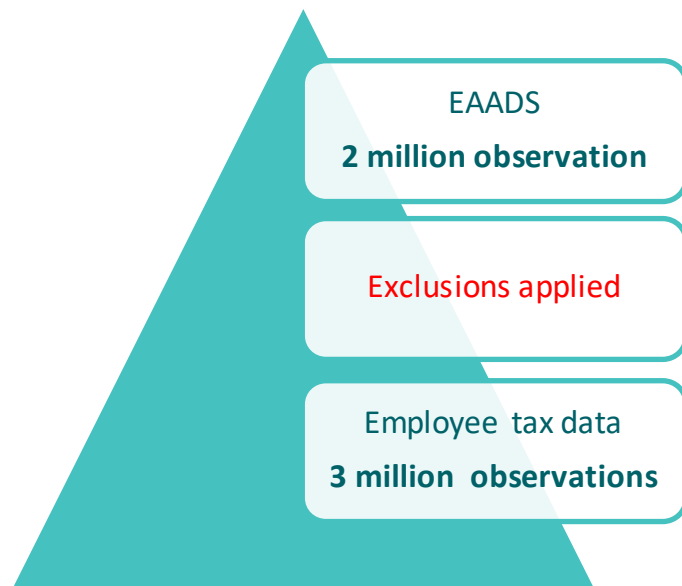 EAADS
2 million observation
Exclusions applied
Employee tax data
3 million observations